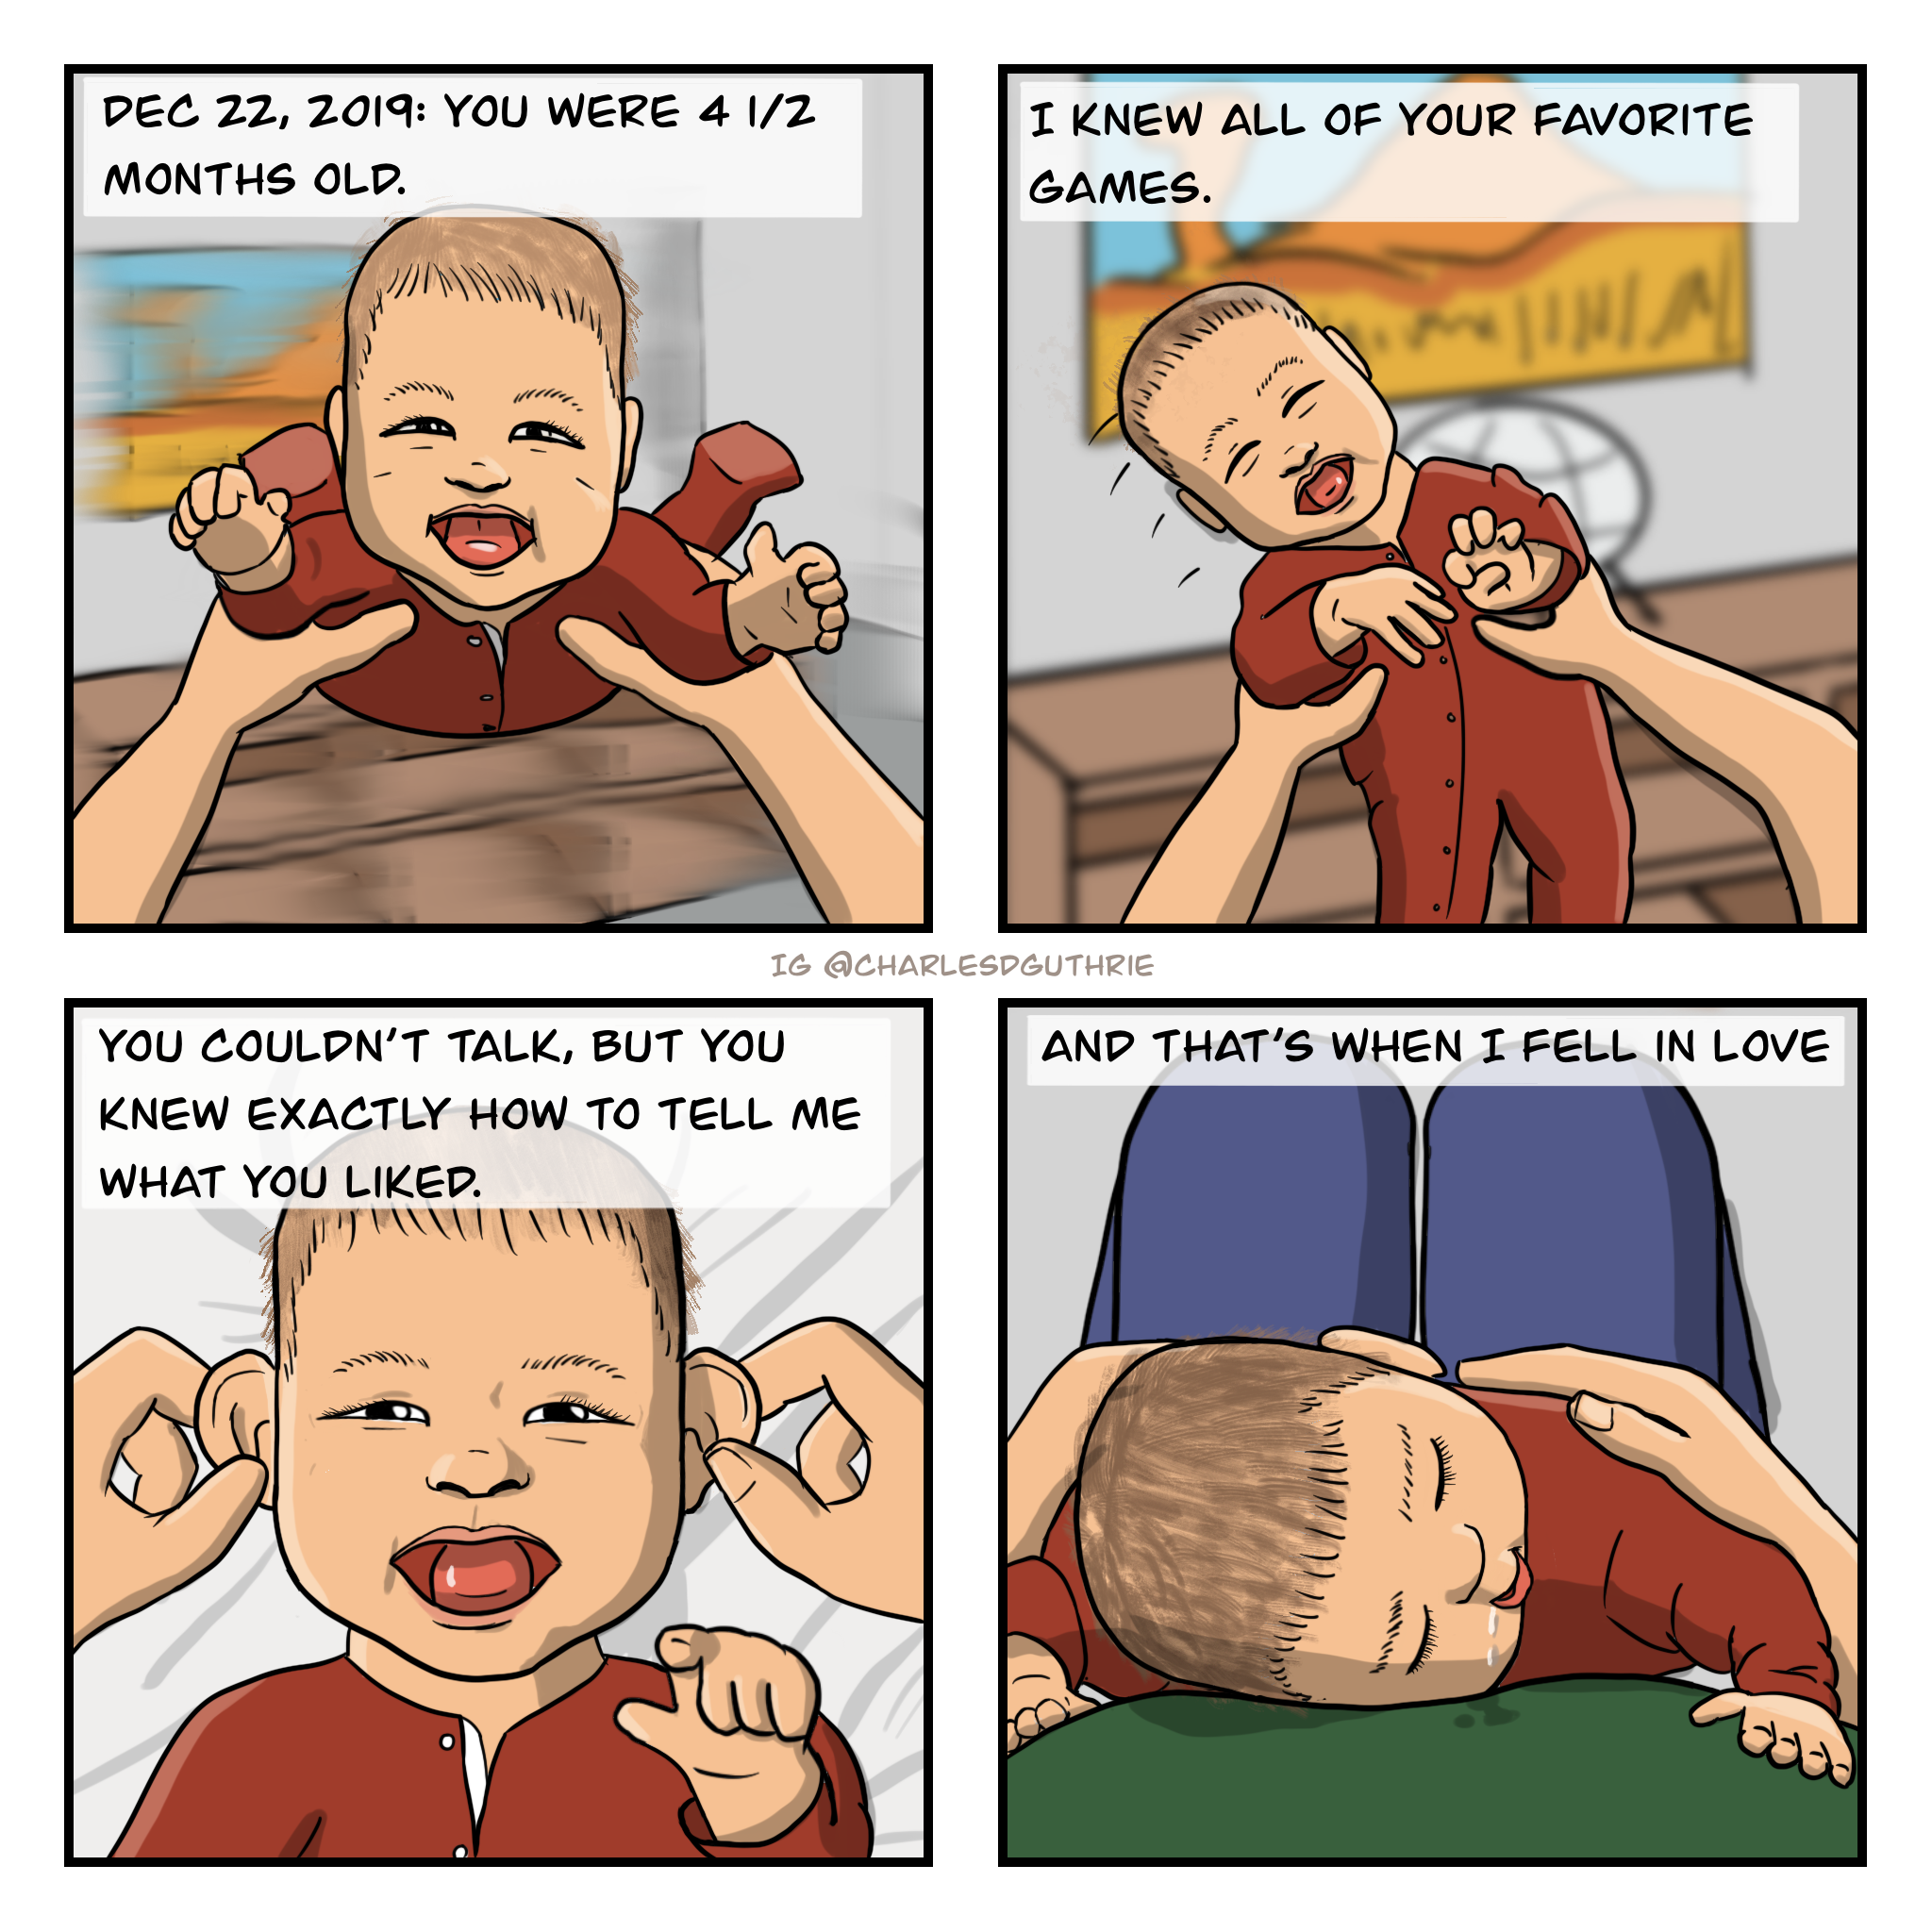 DEC 22, 2019: YOU WERE 4 1/2
MONTHS OLD.
I KNEW ALL OF YOUR FAVORITE
GAMES.
IG @CHARLESDGUTHRIE
YOU COULDN'T TALK, BUT YOU
KNEW EXACTLY HOW TO TELL ME
WHAT YOU LIKED.
AND THAT'S WHEN I FELL IN LOVE